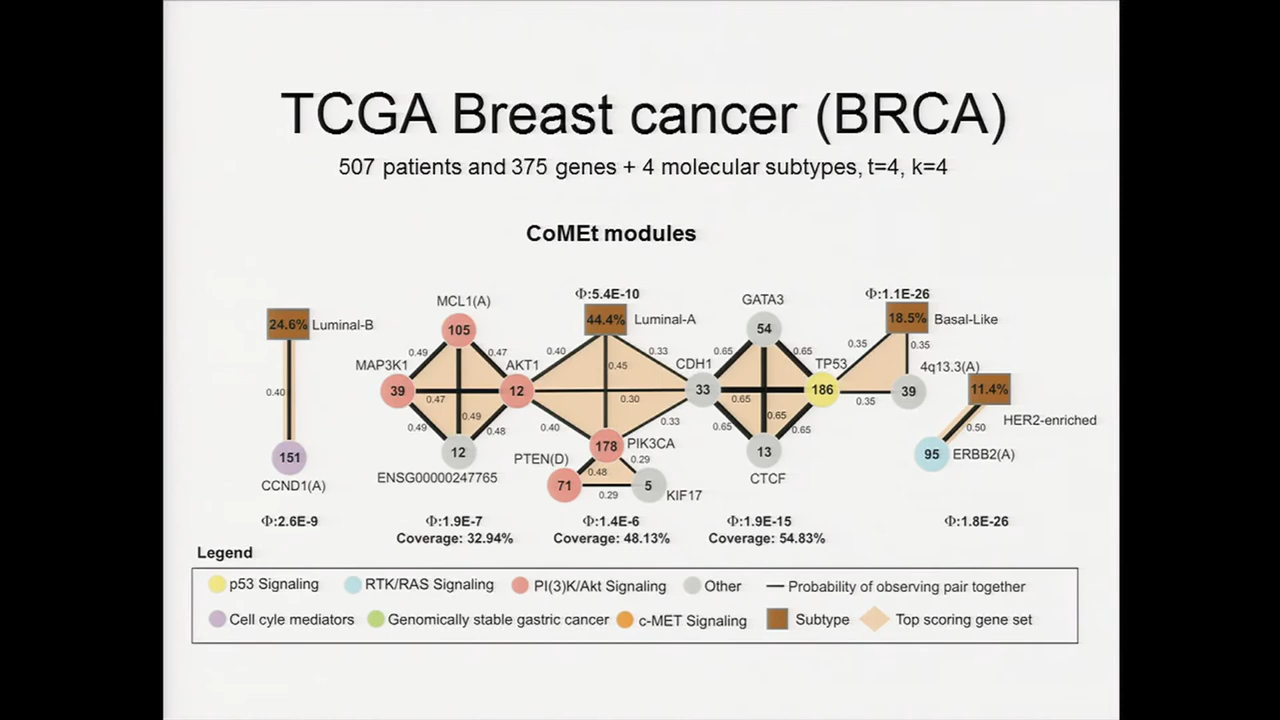 TCGA Breast cancer (BRCA)
507 patients and 375 genes + 4 molecular subtypes, t=4, k=4
CoMEt modules
24.6%
Luminal-B
0.40
151
CCND1(A)
Φ:2.6E-9
MCL1(A)
105
0.49
0.47
MAP3K1
39
AKT1
12
0.47
0.49
0.49
0.48
12
ENSG00000247765
Φ:1.9E-7
Coverage: 32.94%
Φ:5.4E-10
44.4%
Luminal-A
0.40
0.33
0.45
0.30
0.40
0.33
CDH1
33
178
PIK3CA
PTEN(D)
0.48
0.29
71
0.29
5
KIF17
Φ:1.4E-6
Coverage: 48.13%
GATA3
54
0.65
0.65
TP53
186
0.65
0.65
0.65
0.65
13
CTCF
Φ:1.9E-15
Coverage: 54.83%
Φ:1.1E-26
18.5%
Basal-Like
0.35
0.35
4q13.3(A)
39
0.35
11.4%
HER2-enriched
0.50
95
ERBB2(A)
Φ:1.8E-26
Legend
p53 Signaling
RTK/RAS Signaling
PI(3)K/Akt Signaling
Other
Probability of observing pair together
Cell cyle mediators
Genomically stable gastric cancer
c-MET Signaling
Subtype
Top scoring gene set